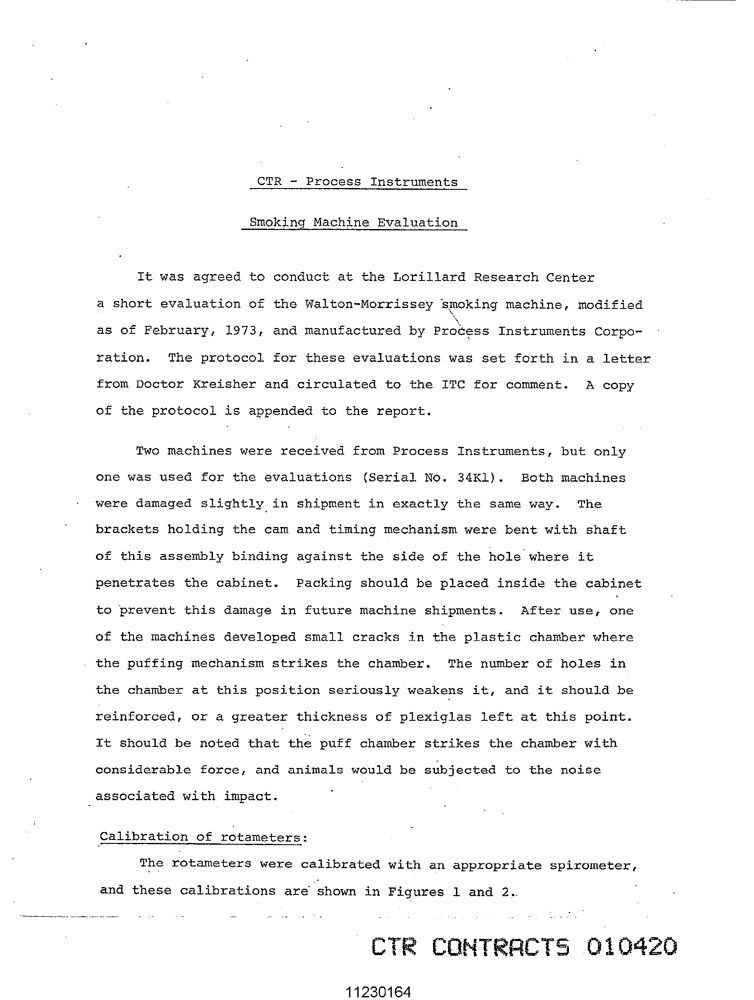 CTR - Process Instruments
Smoking Machine Evaluation
It was agreed to conduct at the Lorillard Research Center
a short evaluation of the Walton-Morrissey smoking machine, modified
as of February, 1973, and manufactured by Process Instruments Corpo-
ration. The protocol for these evaluations was set forth in a letter
from Doctor Kreisher and circulated to the ITC for comment. A copy
of the protocol is appended to the report.
Two machines were received from Process Instruments, but only
one was used for the evaluations (Serial No. 34K1). Both machines
were damaged slightly in shipment in exactly the same way. The
brackets holding the cam and timing mechanism were bent with shaft
of this assembly binding against the side of the hole where it
penetrates the cabinet. Packing should be placed inside the cabinet
to prevent this damage in future machine shipments. After use, one
of the machines developed small cracks in the plastic chamber where
the puffing mechanism strikes the chamber. The number of holes in
the chamber at this position seriously weakens it, and it should be
reinforced, or a greater thickness of plexiglas left at this point.
It should be noted that the puff chamber strikes the chamber with
considerable force, and animals would be subjected to the noise
associated with impact.
Calibration of rotameters:
The rotameters were calibrated with an appropriate spirometer,
and these calibrations are shown in Figures 1 and 2.
CTR CONTRACTS 010420
11230164